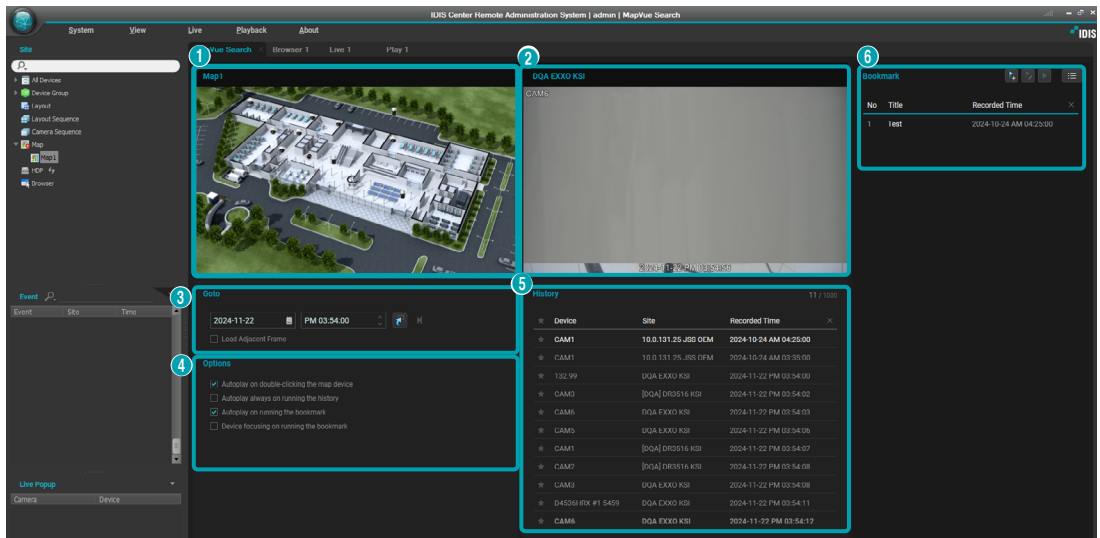 IDIS Center Remote Administration System | admin | MapVue Search
System View Live Playback About
IDIS
Site
Vue Search Browser 1 Live 1 Play 1
1
2
6
All Devices
Device Group
Layout
Layout Sequence
Camera Sequence
Map
Map1
HDP
Browser
Map1
DQA EXXO KSI
CAM6
2024-11-22 PM 03:54:56
Bookmark
No Title Recorded Time
1 Test 2024-10-24 AM 04:25:00
Event
Event Site Time
3
Goto
2024-11-22 PM 03:54:00
Load Adjacent Frame
4
Options
Autoplay on double-clicking the map device
Autoplay always on running the history
Autoplay on running the bookmark
Device focusing on running the bookmark
5
History 11 / 1000
Device Site Recorded Time
CAM1 10.0.131.25 JSS OEM 2024-10-24 AM 04:25:00
CAM1 10.0.131.25 JSS OEM 2024-10-24 AM 03:35:00
132.99 DQA EXXO KSI 2024-11-22 PM 03:54:00
CAM3 [DQA] DR3516 KSI 2024-11-22 PM 03:54:02
CAM6 DQA EXXO KSI 2024-11-22 PM 03:54:03
CAM5 DQA EXXO KSI 2024-11-22 PM 03:54:06
CAM1 [DQA] DR3516 KSI 2024-11-22 PM 03:54:07
CAM2 [DQA] DR3516 KSI 2024-11-22 PM 03:54:08
CAM3 DQA EXXO KSI 2024-11-22 PM 03:54:08
D4536HRX #1 5459 DQA EXXO KSI 2024-11-22 PM 03:54:11
CAM6 DQA EXXO KSI 2024-11-22 PM 03:54:12
Live Popup
Camera Device